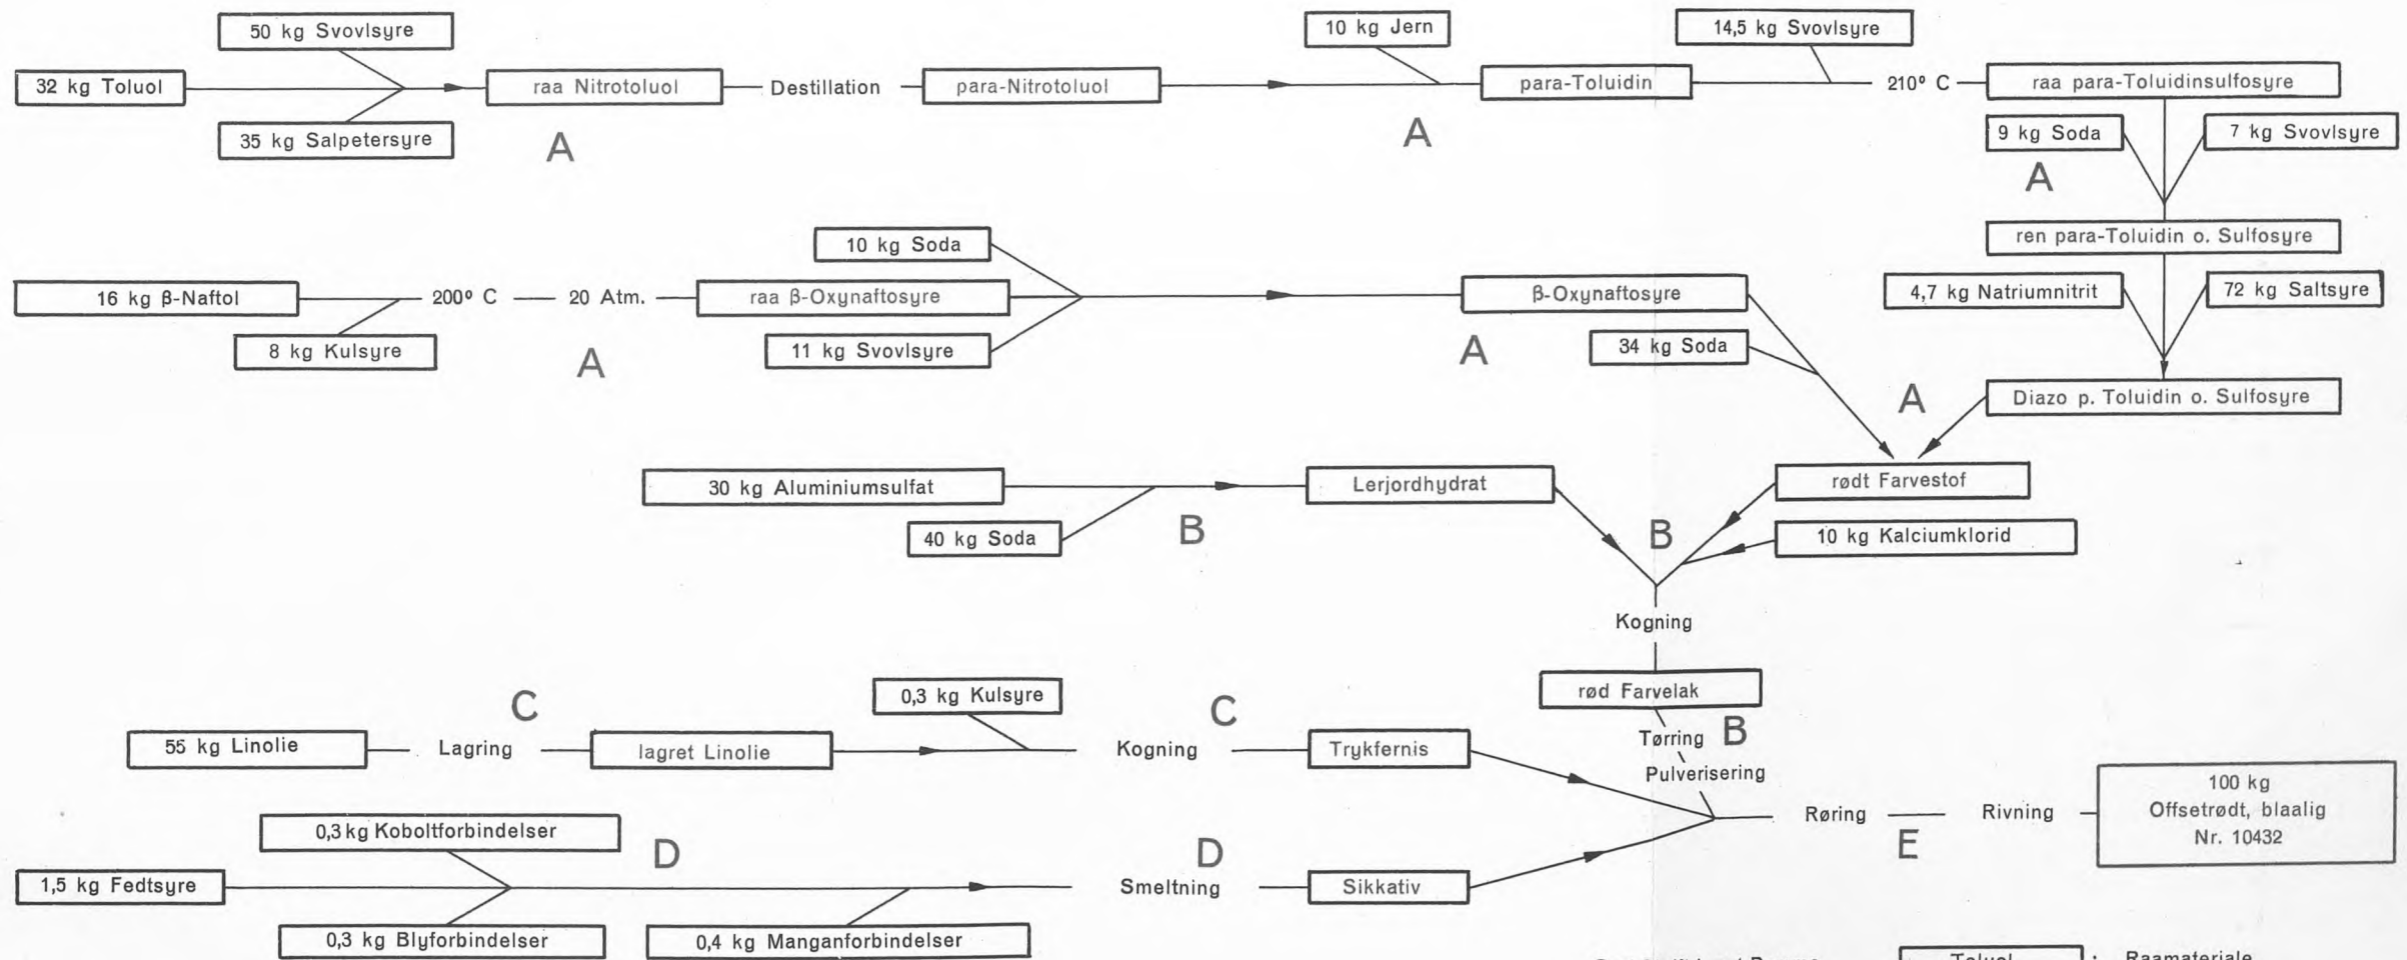 50 kg Svovlsyre
10 kg Jern
14,5 kg Svovlsyre
32 kg Toluol
raa Nitrotoluol
Destillation
para-Nitrotoluol
para-Toluidin
210° C
raa para-Toluidinsulfosyre
35 kg Salpetersyre
A
A
9 kg Soda
7 kg Svovlsyre
A
ren para-Toluidin o. Sulfosyre
10 kg Soda
16 kg β-Naftol
200° C
20 Atm.
raa β-Oxynaftosyre
β-Oxynaftosyre
4,7 kg Natriumnitrit
72 kg Saltsyre
8 kg Kulsyre
A
11 kg Svovlsyre
A
34 kg Soda
A
Diazo p. Toluidin o. Sulfosyre
30 kg Aluminiumsulfat
Lerjordhydrat
rødt Farvestof
40 kg Soda
B
B
10 kg Kalciumklorid
Kogning
rød Farvelak
B
Tørring
Pulverisering
0,3 kg Kulsyre
C
C
55 kg Linolie
Lagring
lagret Linolie
Kogning
Trykfernis
100 kg
Offsetrødt, blaalig
Nr. 10432
Røring
Rivning
E
0,3 kg Koboltforbindelser
D
D
1,5 kg Fedtsyre
Smeltning
Sikkativ
0,3 kg Blyforbindelser
0,4 kg Manganforbindelser
Toluol : Raamateriale